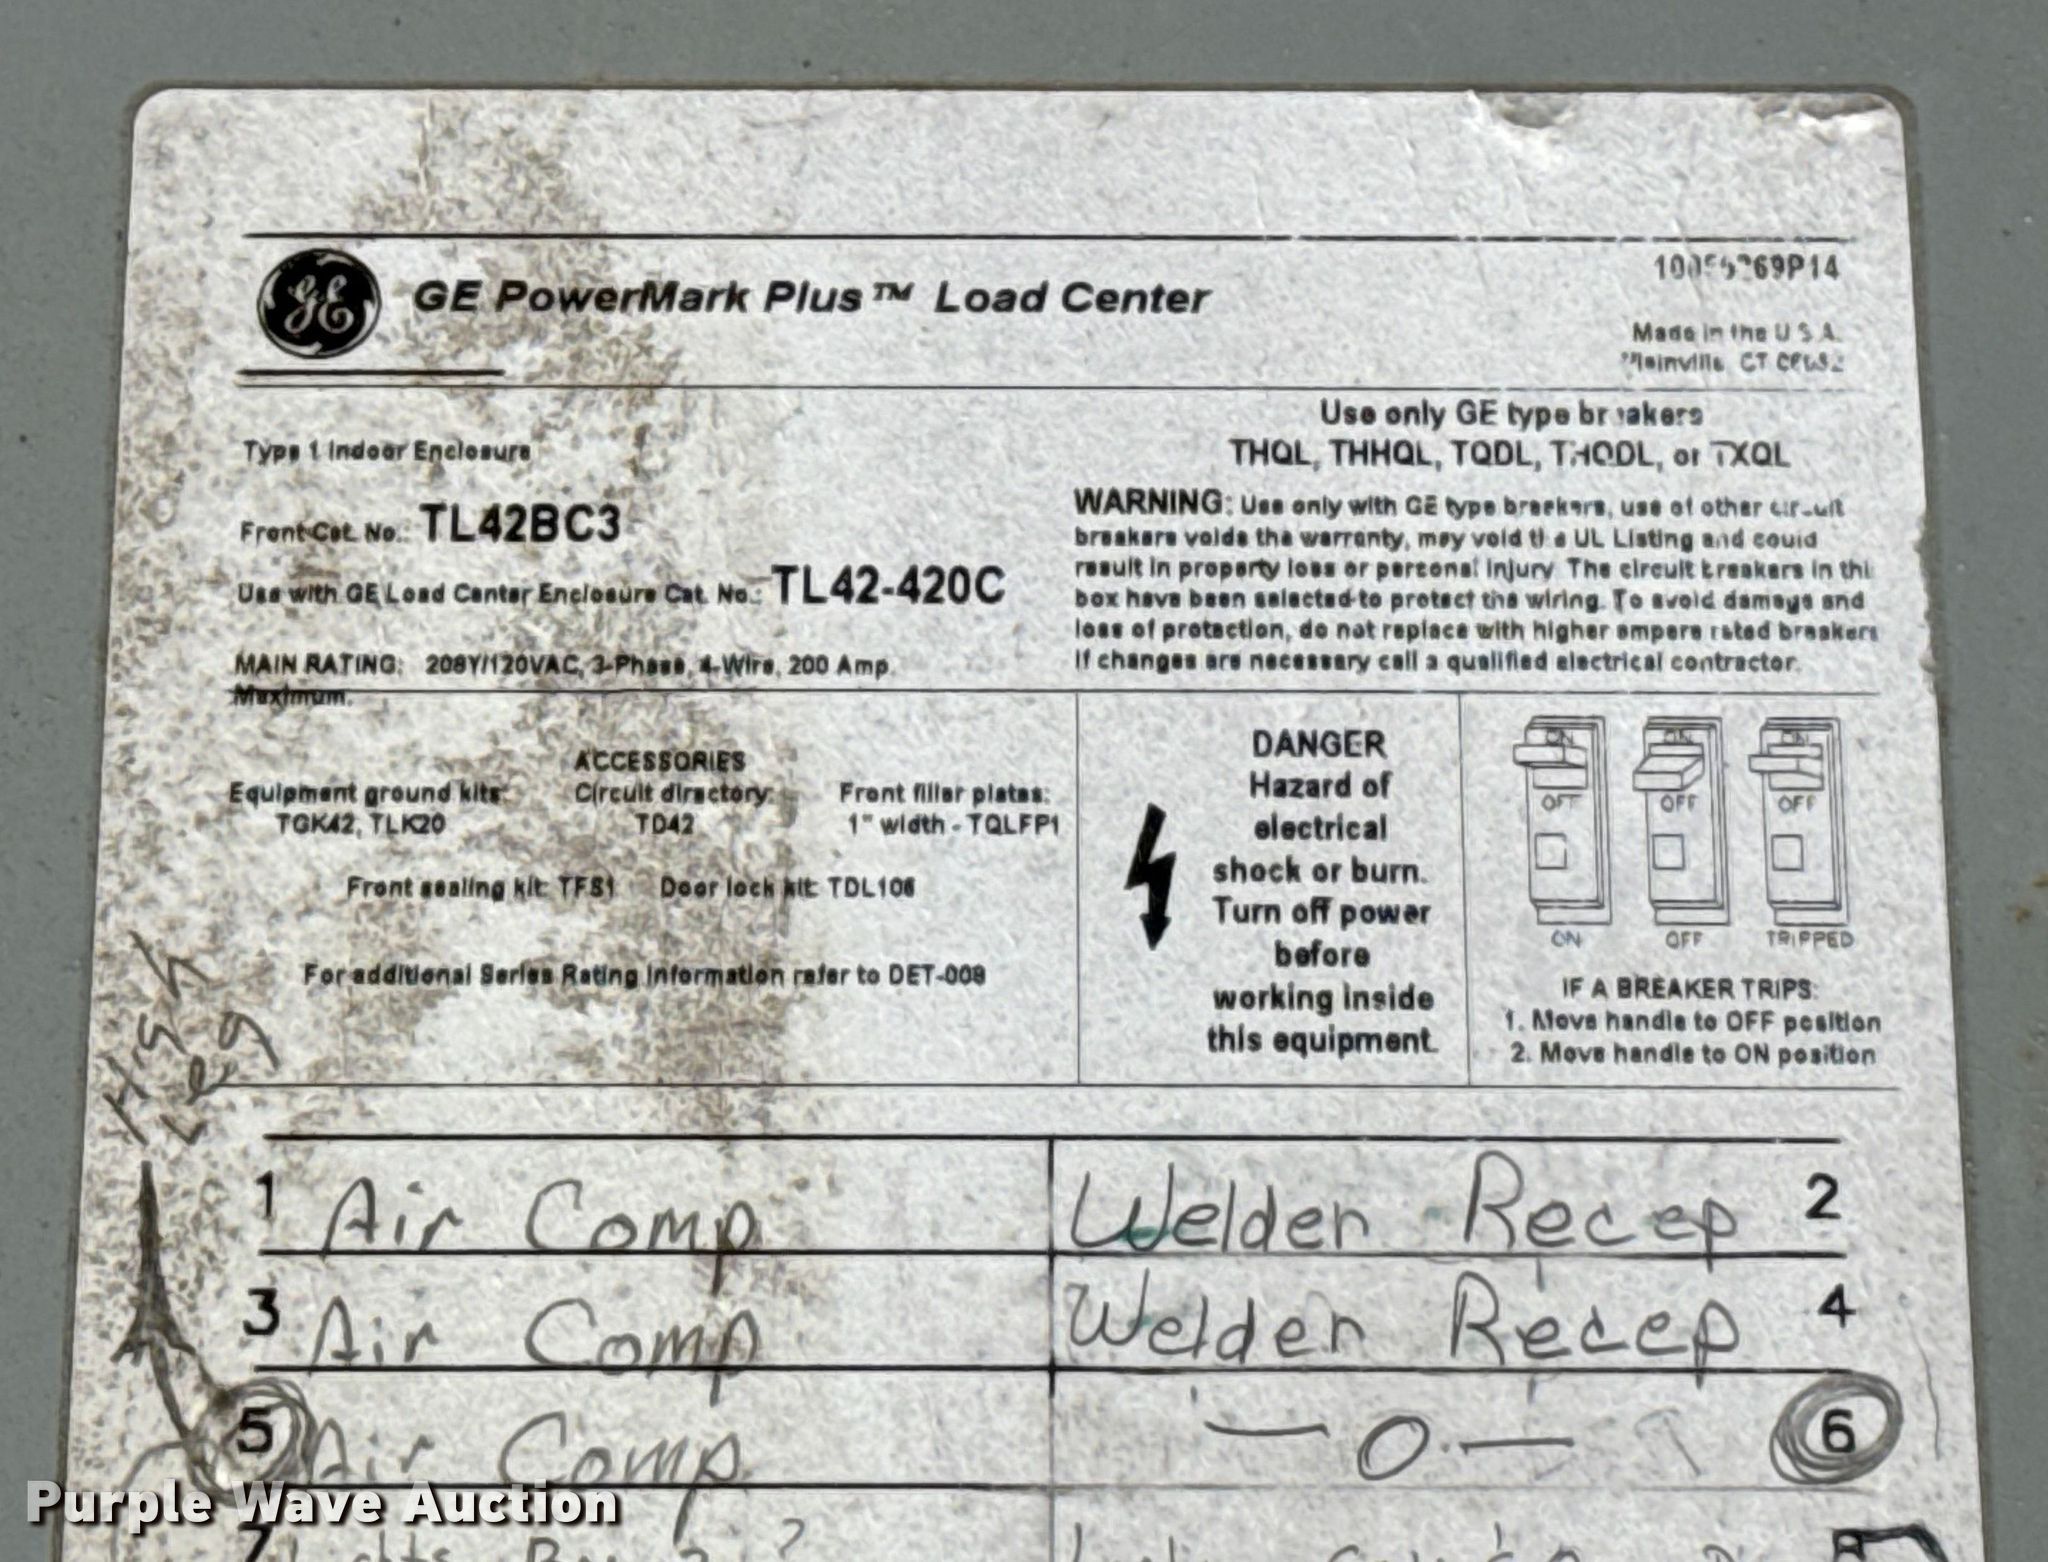 GE PowerMark Plus™ Load Center
Made in the U S A.
CT
Type 1 Indoor Enclosure
Front Cat. No.: TL42BC3
Use with GE Load Center Enclosure Cat. No.: TL42-420C
MAIN RATING: 208Y/120VAC, 3-Phase, 4-Wire, 200 Amp
Maximum.
Use only GE type breakers
THQL, THHQL, TQDL, THQDL, or TXQL
WARNING: Use only with GE type breakers, use of other circuit
breakers voids the warranty, may void the UL Listing and could
result in property loss or personal injury. The circuit breakers in thi
box have been selected to protect the wiring. To avoid damage and
loss of protection, do not replace with higher ampere rated breakers
If changes are necessary call a qualified electrical contractor.
ACCESSORIES
Equipment ground kits:
TGK42, TLK20
Circuit directory:
TD42
Front filler plates:
1" width - TQLFP1
Front sealing kit: TFS1 Door lock kit: TDL106
For additional Series Rating information refer to DET-008
DANGER
Hazard of
electrical
shock or burn.
Turn off power
before
working inside
this equipment.
ON ON ON
OFF OFF OFF
ON OFF TRIPPED
IF A BREAKER TRIPS:
1. Move handle to OFF position
2. Move handle to ON position
High
Leg
1 Air Comp Welder Recep 2
3 Air Comp Welder Recep 4
5 Air Comp — 0 — 6
7 Lights
Purple Wave Auction